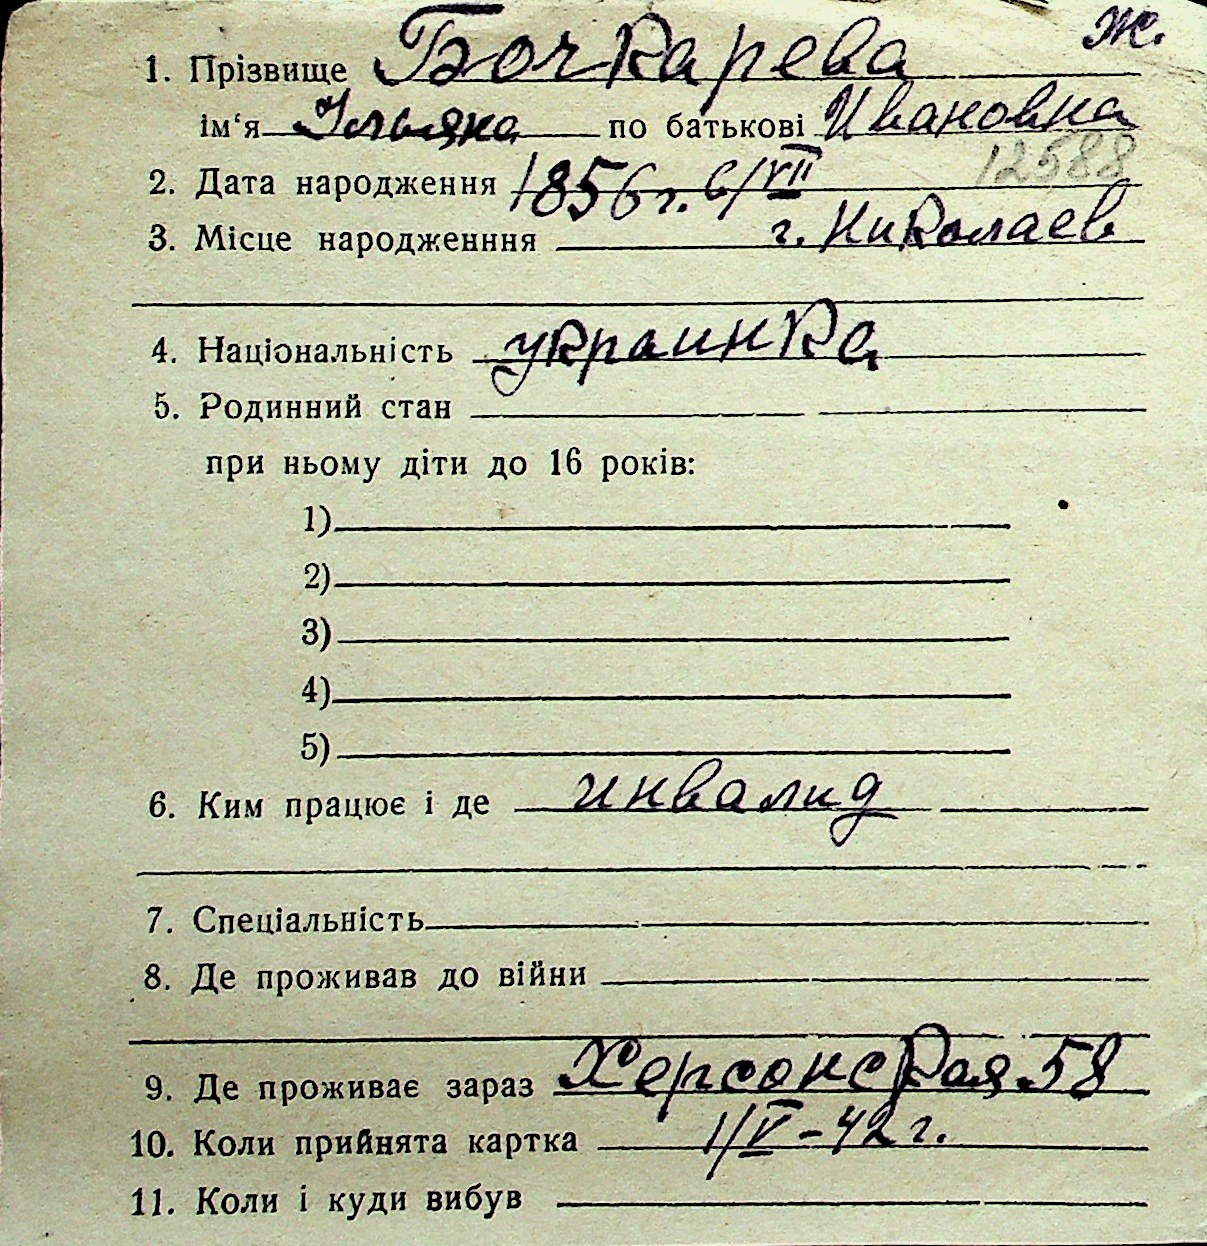 Ж.
1. Прізвище Бочкарева
ім‘я Ульяна по батькові Ивановна
12588
2. Дата народження 1856 г. 6/VII
3. Місце народженння г. Николаев
4. Національність украинка
5. Родинний стан
при ньому діти до 16 років:
1)
2)
3)
4)
5)
6. Ким працює і де инвалид
7. Спеціальність
8. Де проживав до війни
9. Де проживає зараз Херсонская 58
10. Коли прийнята картка 1/V-42 г.
11. Коли і куди вибув